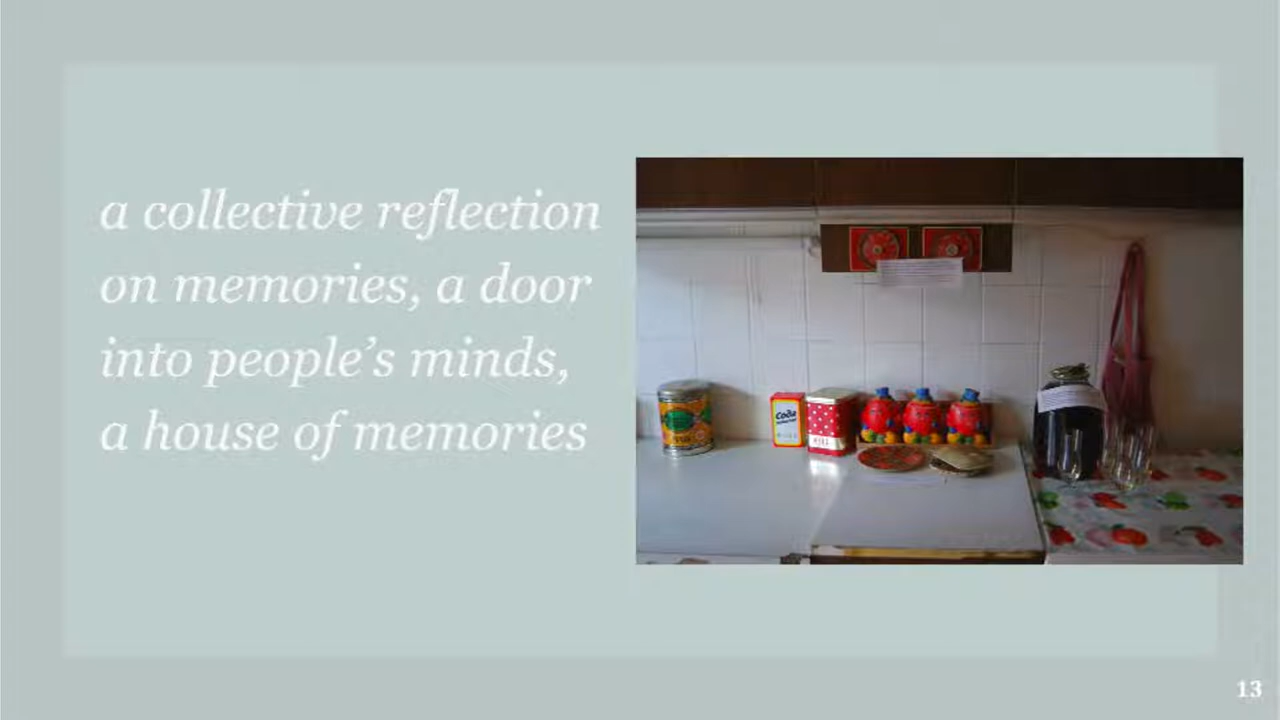 a collective reflection
on memories, a door
into people’s minds,
a house of memories
Сода
13